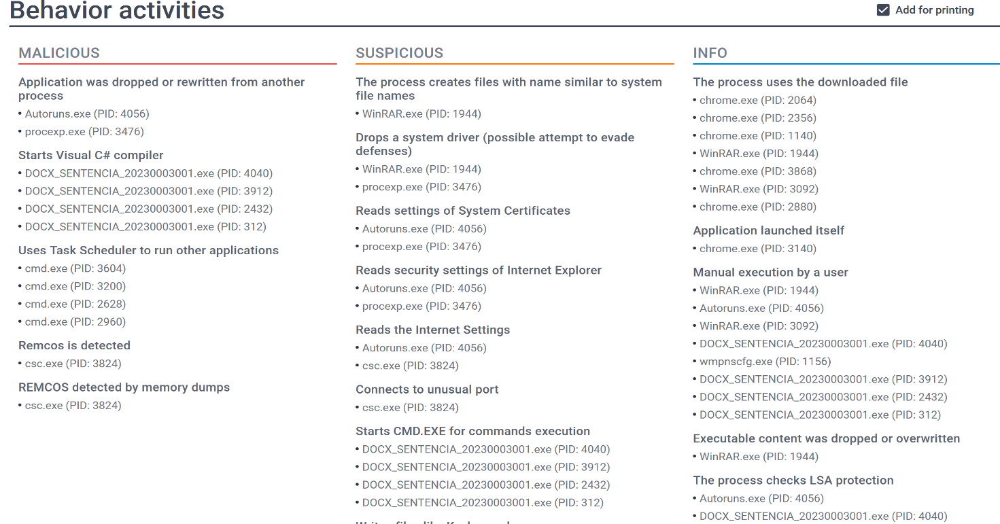 Behavior activities
Add for printing
MALICIOUS
Application was dropped or rewritten from another
process
• Autoruns.exe (PID: 4056)
• procexp.exe (PID: 3476)
Starts Visual C# compiler
• DOCX_SENTENCIA_20230003001.exe (PID: 4040)
• DOCX_SENTENCIA_20230003001.exe (PID: 3912)
• DOCX_SENTENCIA_20230003001.exe (PID: 2432)
• DOCX_SENTENCIA_20230003001.exe (PID: 312)
Uses Task Scheduler to run other applications
• cmd.exe (PID: 3604)
• cmd.exe (PID: 3200)
• cmd.exe (PID: 2628)
• cmd.exe (PID: 2960)
Remcos is detected
• csc.exe (PID: 3824)
REMCOS detected by memory dumps
• csc.exe (PID: 3824)
SUSPICIOUS
The process creates files with name similar to system
file names
• WinRAR.exe (PID: 1944)
Drops a system driver (possible attempt to evade
defenses)
• WinRAR.exe (PID: 1944)
• procexp.exe (PID: 3476)
Reads settings of System Certificates
• Autoruns.exe (PID: 4056)
• procexp.exe (PID: 3476)
Reads security settings of Internet Explorer
• Autoruns.exe (PID: 4056)
• procexp.exe (PID: 3476)
Reads the Internet Settings
• Autoruns.exe (PID: 4056)
• csc.exe (PID: 3824)
Connects to unusual port
• csc.exe (PID: 3824)
Starts CMD.EXE for commands execution
• DOCX_SENTENCIA_20230003001.exe (PID: 4040)
• DOCX_SENTENCIA_20230003001.exe (PID: 3912)
• DOCX_SENTENCIA_20230003001.exe (PID: 2432)
• DOCX_SENTENCIA_20230003001.exe (PID: 312)
INFO
The process uses the downloaded file
• chrome.exe (PID: 2064)
• chrome.exe (PID: 2356)
• chrome.exe (PID: 1140)
• WinRAR.exe (PID: 1944)
• chrome.exe (PID: 3868)
• WinRAR.exe (PID: 3092)
• chrome.exe (PID: 2880)
Application launched itself
• chrome.exe (PID: 3140)
Manual execution by a user
• WinRAR.exe (PID: 1944)
• Autoruns.exe (PID: 4056)
• WinRAR.exe (PID: 3092)
• DOCX_SENTENCIA_20230003001.exe (PID: 4040)
• wmpnscfg.exe (PID: 1156)
• DOCX_SENTENCIA_20230003001.exe (PID: 3912)
• DOCX_SENTENCIA_20230003001.exe (PID: 2432)
• DOCX_SENTENCIA_20230003001.exe (PID: 312)
Executable content was dropped or overwritten
• WinRAR.exe (PID: 1944)
The process checks LSA protection
• Autoruns.exe (PID: 4056)
• DOCX_SENTENCIA_20230003001.exe (PID: 4040)